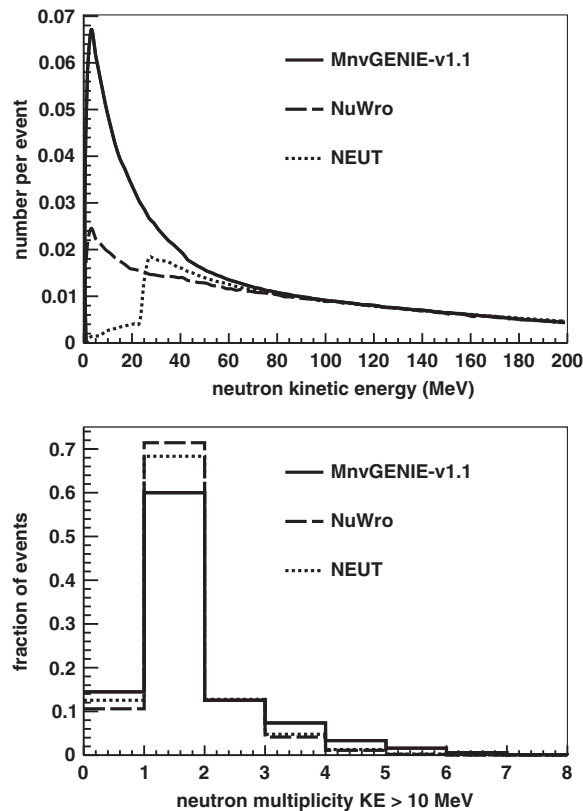 0.07
0.06
0.05
0.04
0.03
0.02
0.01
0
number per event
MnvGENIE-v1.1
NuWro
NEUT
0 20 40 60 80 100 120 140 160 180 200
neutron kinetic energy (MeV)
0.7
0.6
0.5
0.4
0.3
0.2
0.1
0
fraction of events
MnvGENIE-v1.1
NuWro
NEUT
0 1 2 3 4 5 6 7 8
neutron multiplicity KE > 10 MeV